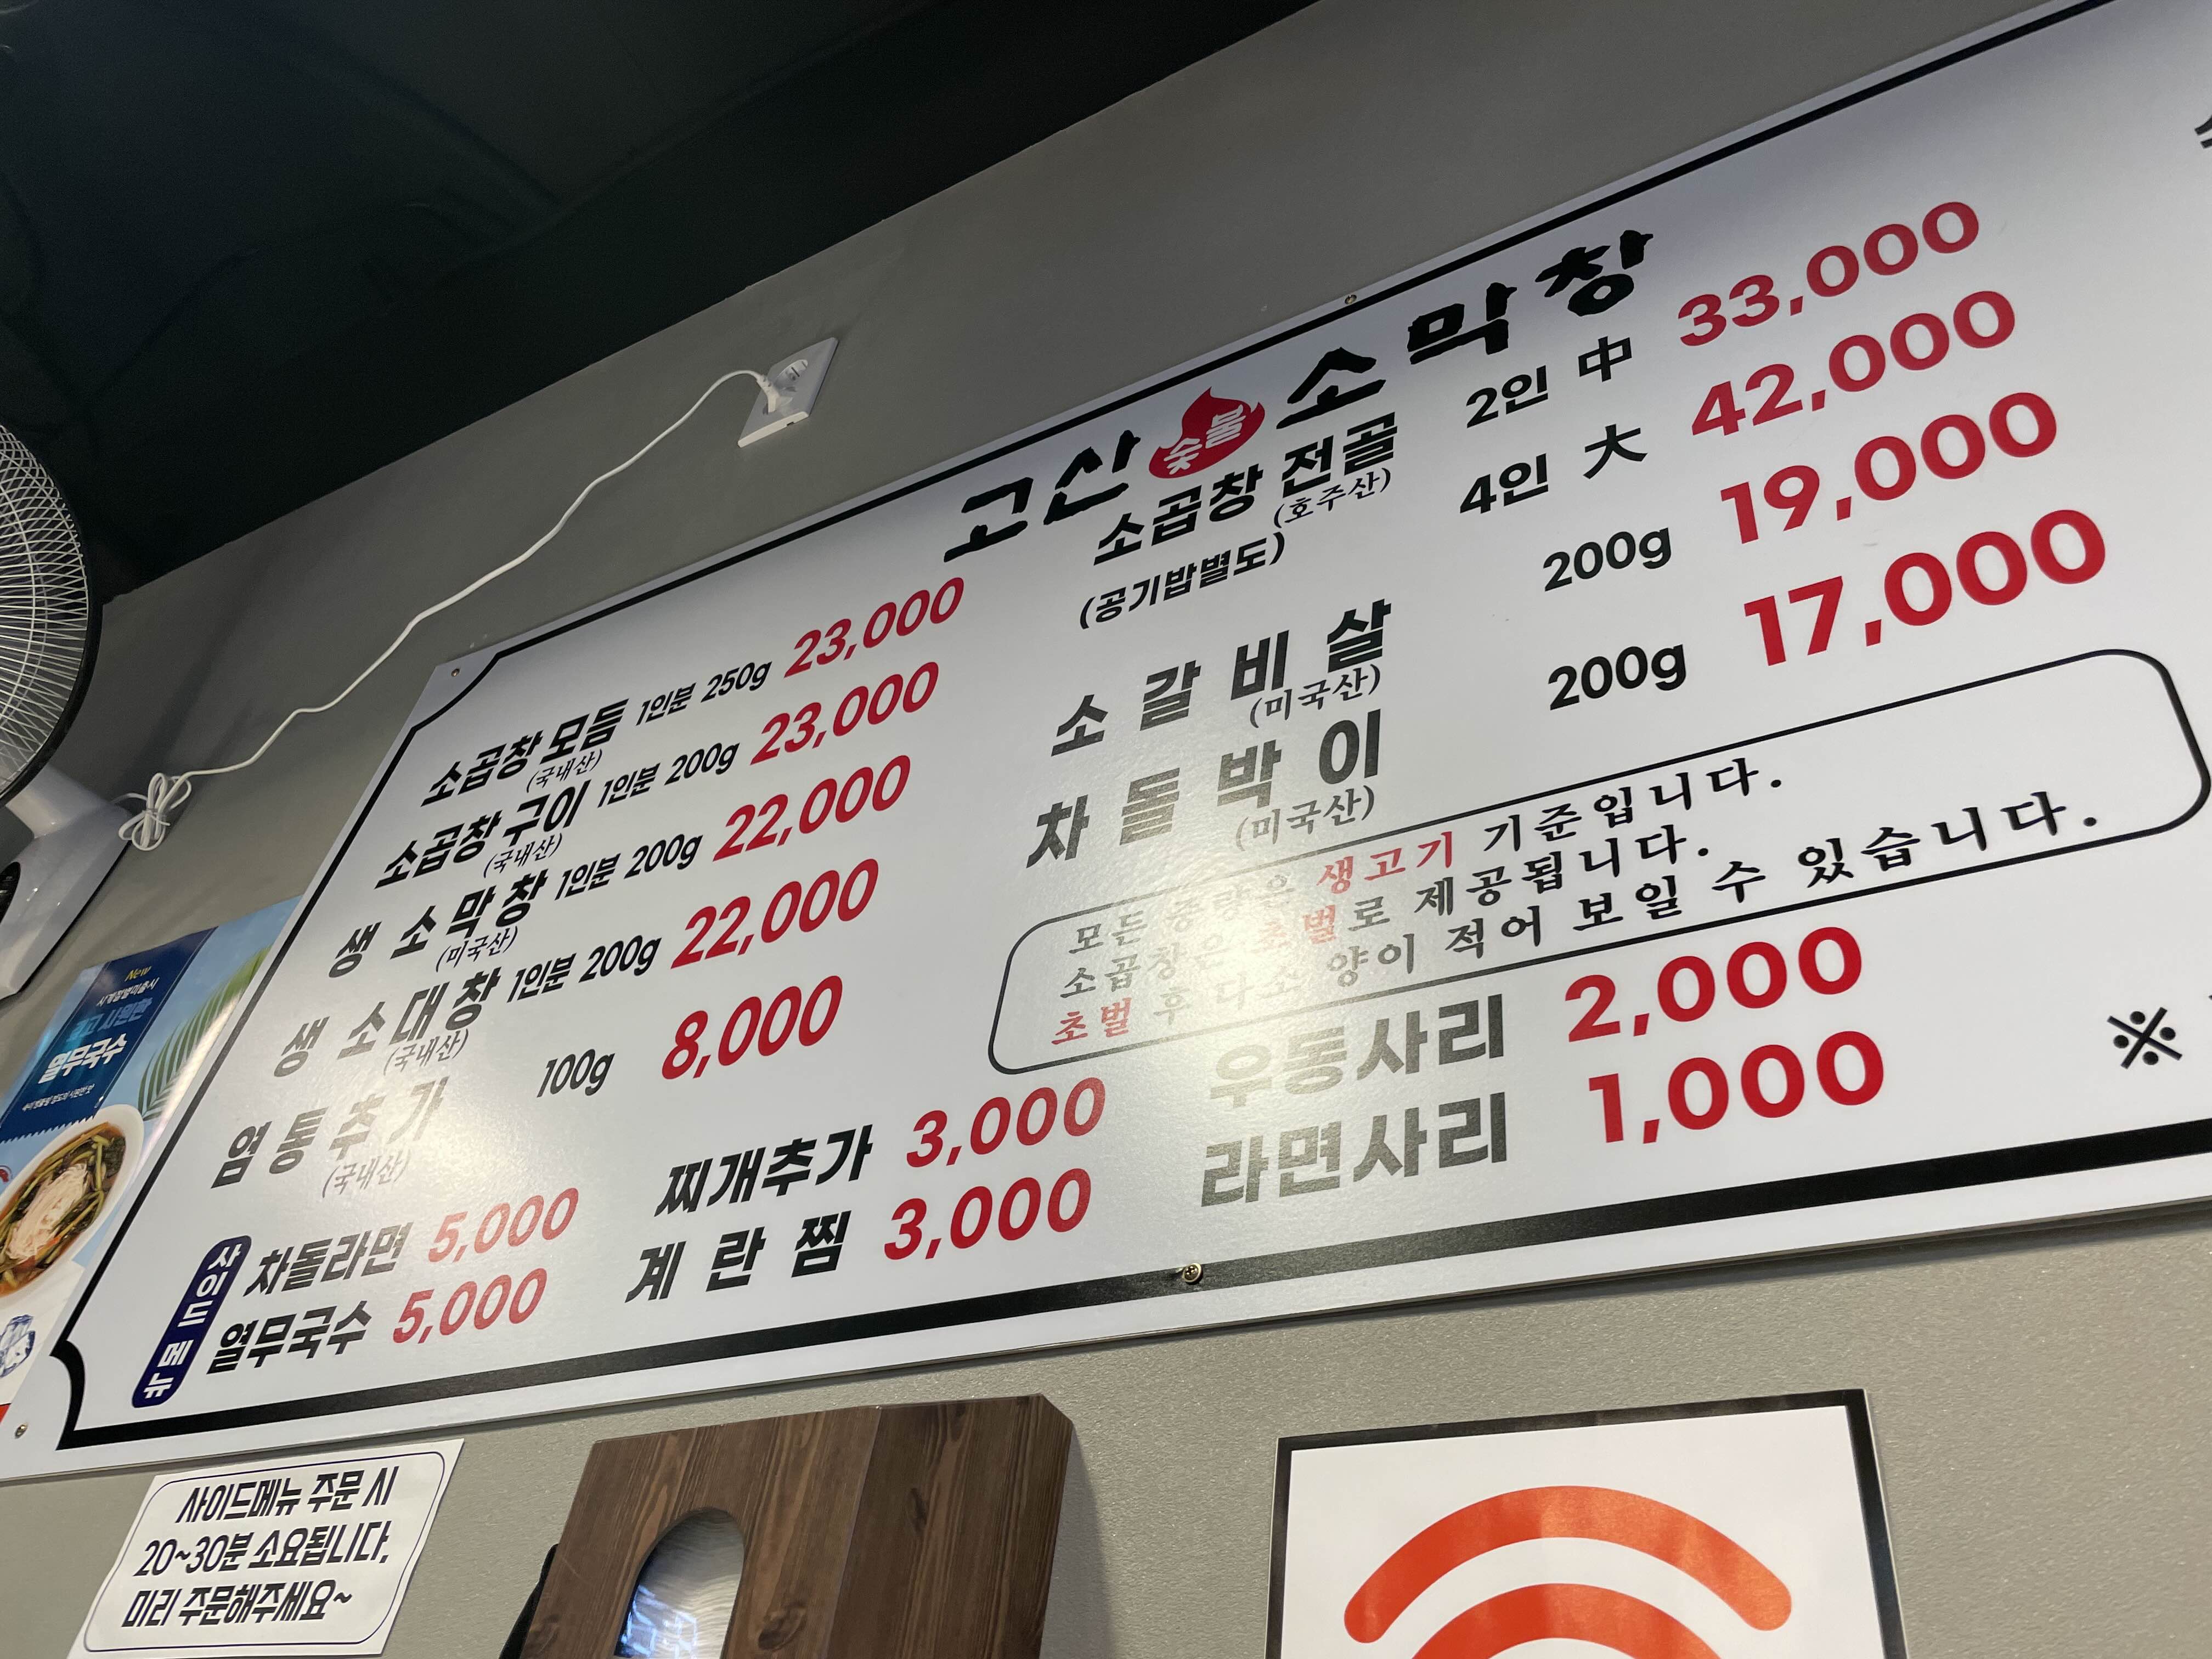 고산 숯불 소막창
소곱창 모듬 1인분 250g 23,000
(국내산)
소곱창 구이 1인분 200g 23,000
(국내산)
생 소막창 1인분 200g 22,000
(미국산)
생 소대창 1인분 200g 22,000
(국내산)
염통추가 100g 8,000
(국내산)
소곱창 전골 2인 中 33,000
(호주산)
(공기밥별도) 4인 大 42,000
소 갈 비 살 200g 19,000
(미국산)
차 돌 박 이 200g 17,000
(미국산)
모든 중량은 생고기 기준입니다.
소곱창은 초벌로 제공됩니다.
초벌 후 다소 양이 적어 보일 수 있습니다.
사이드 메뉴
차돌라면 5,000
열무국수 5,000
찌개추가 3,000
계 란 찜 3,000
우동사리 2,000
라면사리 1,000
※
New
열무국수
사이드메뉴 주문 시
20~30분 소요됩니다.
미리 주문해주세요~